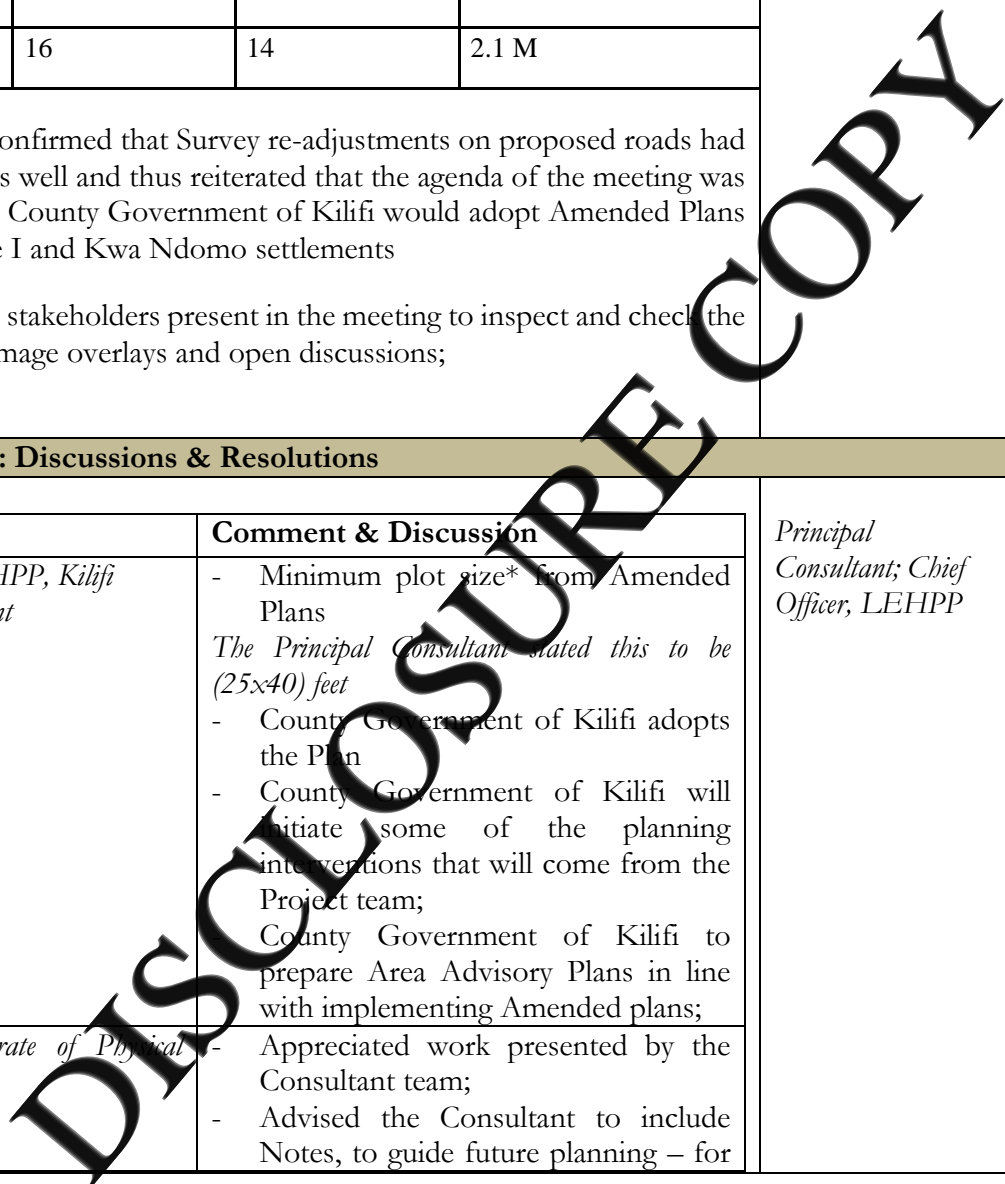 16 14 2.1 M
onfirmed that Survey re-adjustments on proposed roads had
s well and thus reiterated that the agenda of the meeting was
County Government of Kilifi would adopt Amended Plans
e I and Kwa Ndomo settlements
stakeholders present in the meeting to inspect and check the
mage overlays and open discussions;
: Discussions & Resolutions
HPP, Kilifi
nt
Comment & Discussion
- Minimum plot size* from Amended
Plans
The Principal Consultant stated this to be
(25x40) feet
- County Government of Kilifi adopts
the Plan
- County Government of Kilifi will
initiate some of the planning
interventions that will come from the
Project team;
- County Government of Kilifi to
prepare Area Advisory Plans in line
with implementing Amended plans;
rate of Physical
- Appreciated work presented by the
Consultant team;
- Advised the Consultant to include
Notes, to guide future planning – for
Principal
Consultant; Chief
Officer, LEHPP
DISCLOSURE COPY